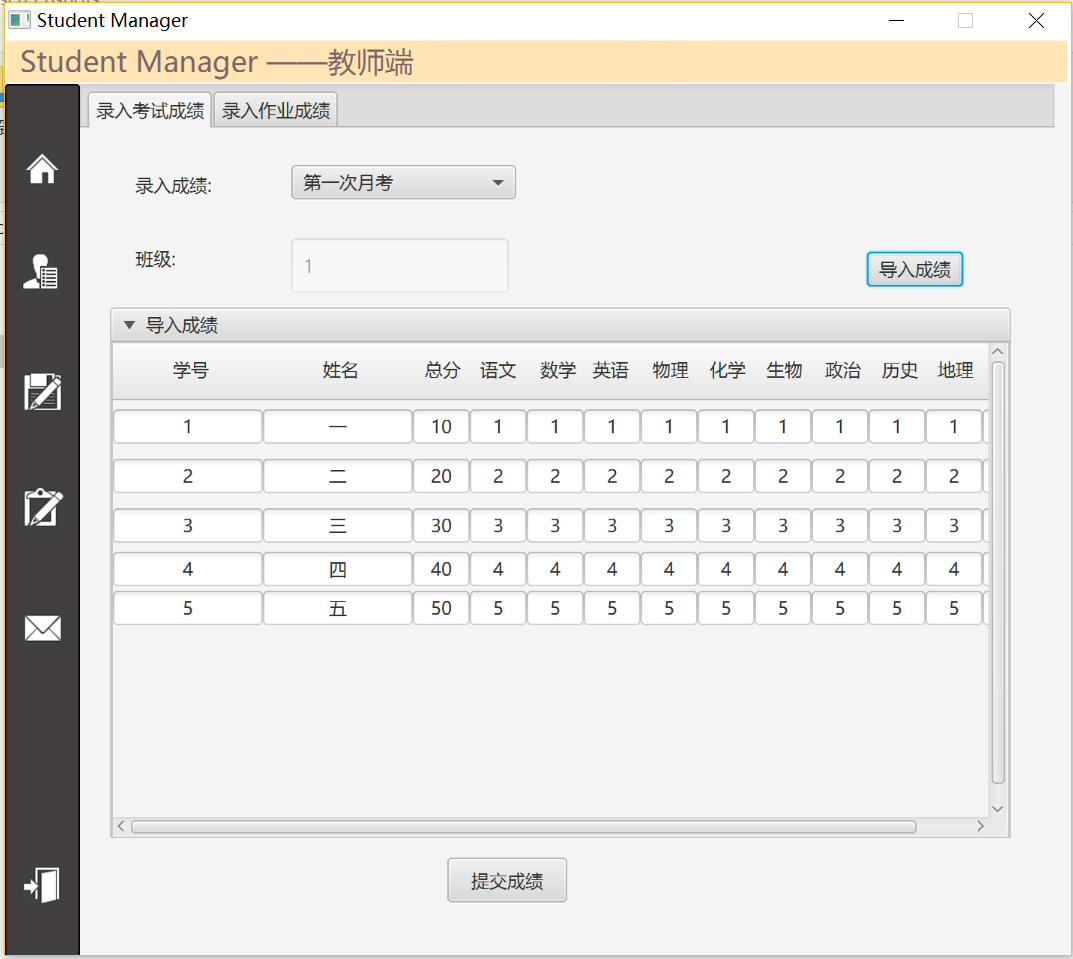 Student Manager
Student Manager ——教师端
录入考试成绩 录入作业成绩
录入成绩: 第一次月考
班级: 1
导入成绩
导入成绩
学号 姓名 总分 语文 数学 英语 物理 化学 生物 政治 历史 地理
1 一 10 1 1 1 1 1 1 1 1 1
2 二 20 2 2 2 2 2 2 2 2 2
3 三 30 3 3 3 3 3 3 3 3 3
4 四 40 4 4 4 4 4 4 4 4 4
5 五 50 5 5 5 5 5 5 5 5 5
提交成绩